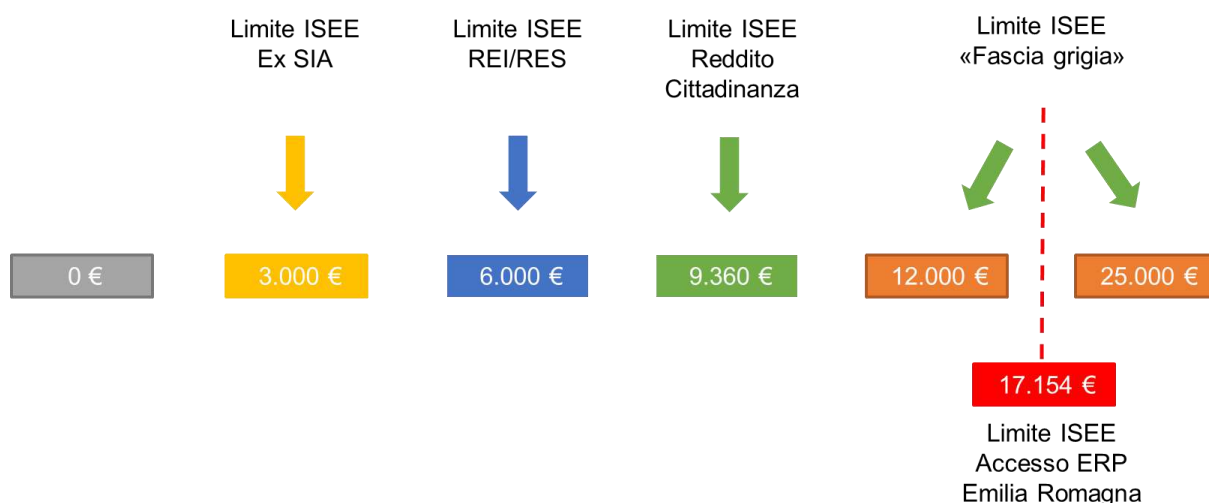 Limite ISEE
Ex SIA
Limite ISEE
REI/RES
Limite ISEE
Reddito
Cittadinanza
Limite ISEE
«Fascia grigia»
0 €
3.000 €
6.000 €
9.360 €
12.000 €
25.000 €
17.154 €
Limite ISEE
Accesso ERP
Emilia Romagna